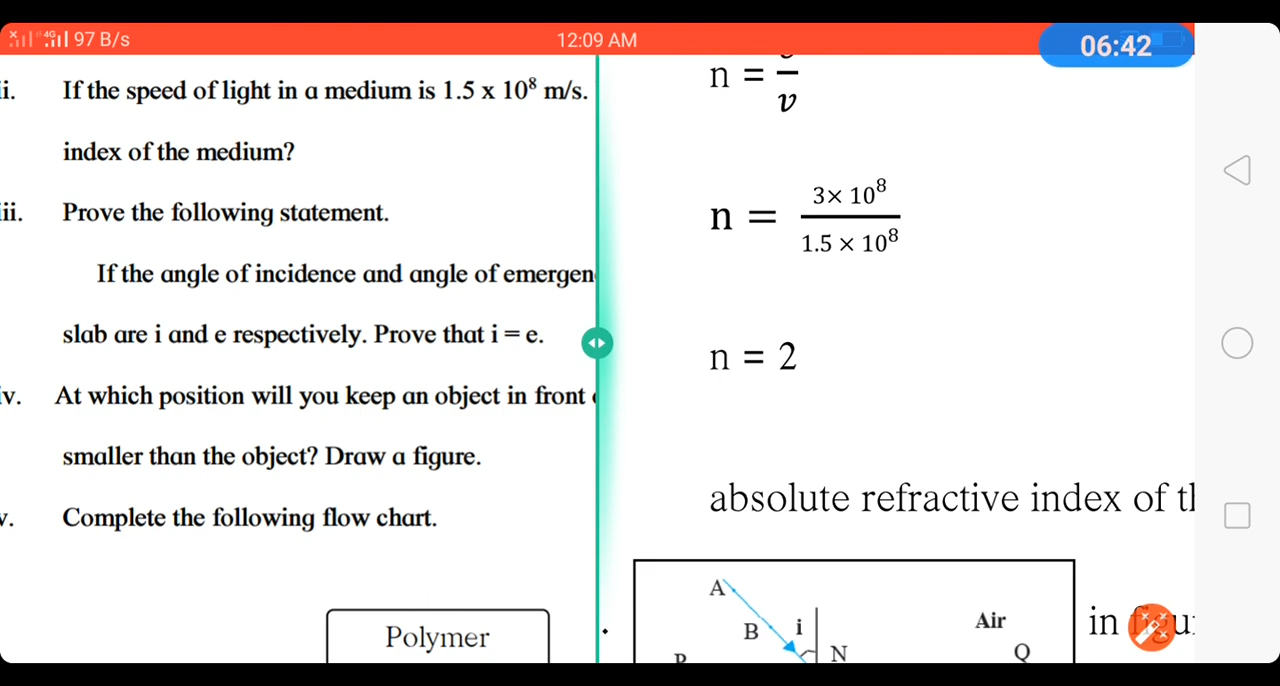 4G 97 B/s 12:09 AM 06:42
ii. If the speed of light in a medium is 1.5 x 10⁸ m/s.
index of the medium?
iii. Prove the following statement.
If the angle of incidence and angle of emergen
slab are i and e respectively. Prove that i = e.
iv. At which position will you keep an object in front
smaller than the object? Draw a figure.
v. Complete the following flow chart.
Polymer
n = —
v
n = 3× 10⁸
1.5 × 10⁸
n = 2
absolute refractive index of
A
B i Air
P N Q
in